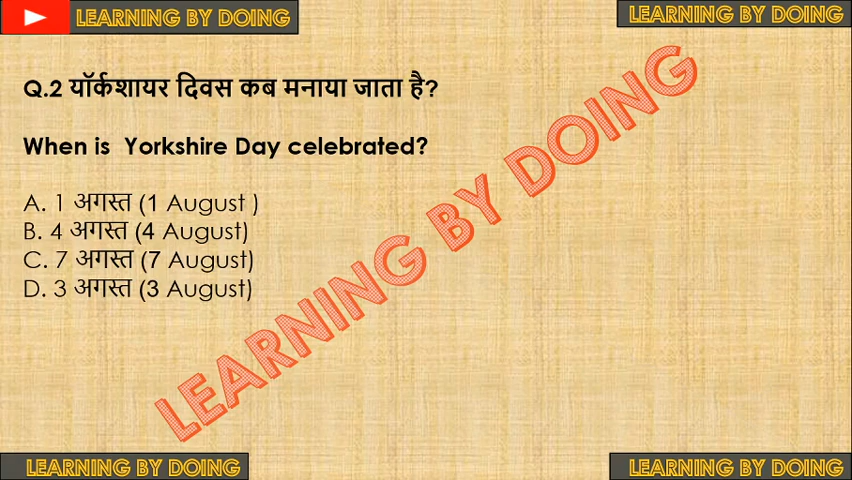 LEARNING BY DOING
LEARNING BY DOING
Q.2 यॉर्कशायर दिवस कब मनाया जाता है?
When is  Yorkshire Day celebrated?
A. 1 अगस्त (1 August )
B. 4 अगस्त (4 August)
C. 7 अगस्त (7 August)
D. 3 अगस्त (3 August)
LEARNING BY DOING
LEARNING BY DOING
LEARNING BY DOING